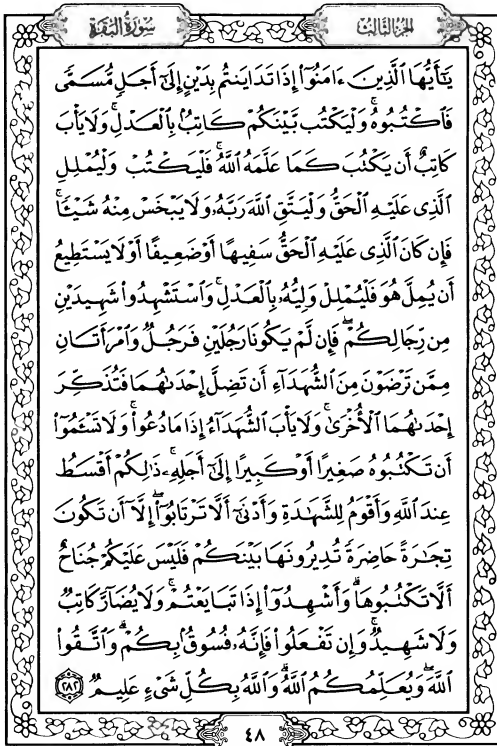 سورة البقرة
الجزء الثالث
يَٰٓأَيُّهَا ٱلَّذِينَ ءَامَنُوٓا۟ إِذَا تَدَايَنتُم بِدَيْنٍ إِلَىٰٓ أَجَلٍ مُّسَمًّى
فَٱكْتُبُوهُ ۚ وَلْيَكْتُب بَّيْنَكُمْ كَاتِبٌۢ بِٱلْعَدْلِ ۚ وَلَا يَأْبَ
كَاتِبٌ أَن يَكْتُبَ كَمَا عَلَّمَهُ ٱللَّهُ ۚ فَلْيَكْتُبْ وَلْيُمْلِلِ
ٱلَّذِى عَلَيْهِ ٱلْحَقُّ وَلْيَتَّقِ ٱللَّهَ رَبَّهُۥ وَلَا يَبْخَسْ مِنْهُ شَيْـًٔا ۚ
فَإِن كَانَ ٱلَّذِى عَلَيْهِ ٱلْحَقُّ سَفِيهًا أَوْ ضَعِيفًا أَوْ لَا يَسْتَطِيعُ
أَن يُمِلَّ هُوَ فَلْيُمْلِلْ وَلِيُّهُۥ بِٱلْعَدْلِ ۚ وَٱسْتَشْهِدُوا۟ شَهِيدَيْنِ
مِن رِّجَالِكُمْ ۖ فَإِن لَّمْ يَكُونَا رَجُلَيْنِ فَرَجُلٌ وَٱمْرَأَتَانِ
مِمَّن تَرْضَوْنَ مِنَ ٱلشُّهَدَآءِ أَن تَضِلَّ إِحْدَىٰهُمَا فَتُذَكِّرَ
إِحْدَىٰهُمَا ٱلْأُخْرَىٰ ۚ وَلَا يَأْبَ ٱلشُّهَدَآءُ إِذَا مَا دُعُوا۟ ۚ وَلَا تَسْـَٔمُوٓا۟
أَن تَكْتُبُوهُ صَغِيرًا أَوْ كَبِيرًا إِلَىٰٓ أَجَلِهِۦ ۚ ذَٰلِكُمْ أَقْسَطُ
عِندَ ٱللَّهِ وَأَقْوَمُ لِلشَّهَٰدَةِ وَأَدْنَىٰٓ أَلَّا تَرْتَابُوٓا۟ ۖ إِلَّآ أَن تَكُونَ
تِجَٰرَةً حَاضِرَةً تُدِيرُونَهَا بَيْنَكُمْ فَلَيْسَ عَلَيْكُمْ جُنَاحٌ
أَلَّا تَكْتُبُوهَا ۗ وَأَشْهِدُوٓا۟ إِذَا تَبَايَعْتُمْ ۚ وَلَا يُضَآرَّ كَاتِبٌ
وَلَا شَهِيدٌ ۚ وَإِن تَفْعَلُوا۟ فَإِنَّهُۥ فُسُوقٌۢ بِكُمْ ۗ وَٱتَّقُوا۟
ٱللَّهَ ۖ وَيُعَلِّمُكُمُ ٱللَّهُ ۗ وَٱللَّهُ بِكُلِّ شَىْءٍ عَلِيمٌ ٢٨٢
٤٨